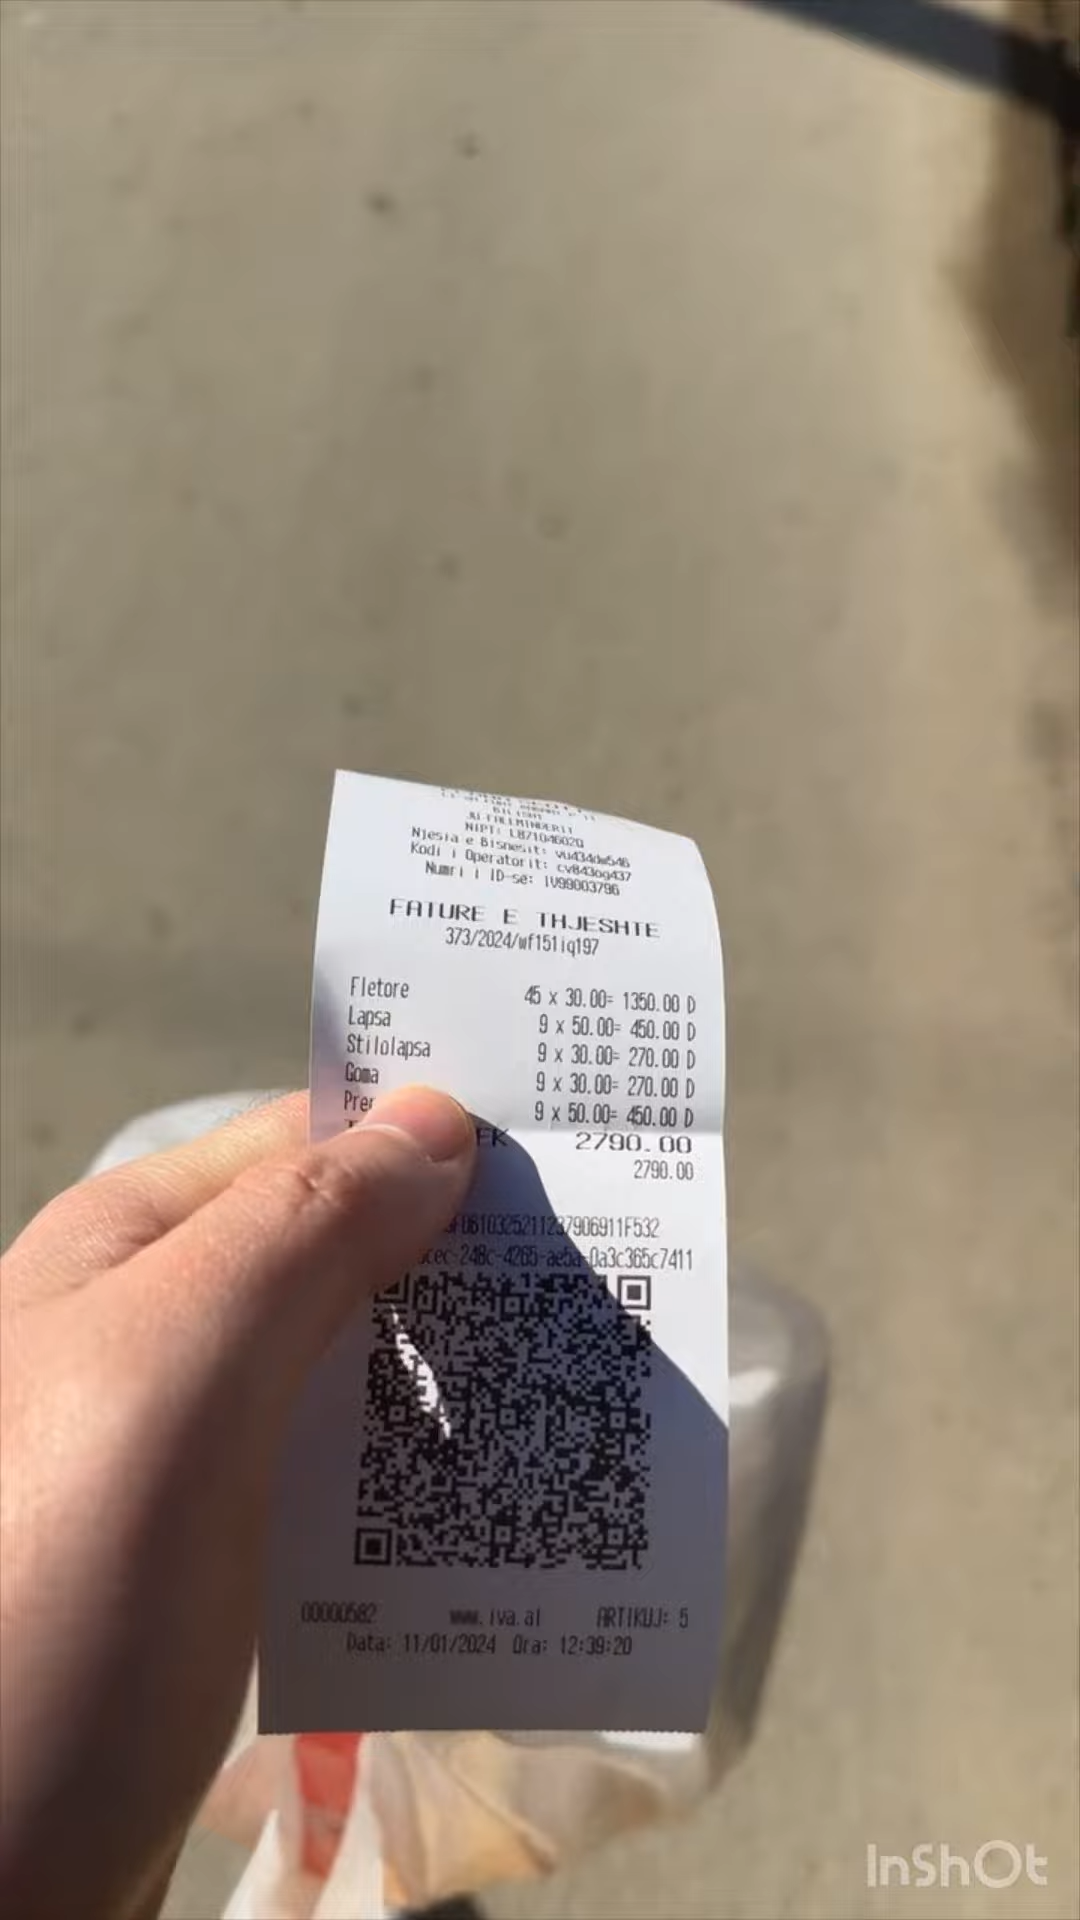 JU FALLMINDERIT
NIPT: L87104602Q
Njesia e Bisnesit: vu434dw546
Kodi i Operatorit: cv843og437
Numri i ID-se: IV99003796
FATURE E THJESHTE
373/2024/wf151iq197
Fletore 45 x 30.00= 1350.00 D
Lapsa 9 x 50.00= 450.00 D
Stilolapsa 9 x 30.00= 270.00 D
Goma 9 x 30.00= 270.00 D
9 x 50.00= 450.00 D
2790.00
2790.00
00000582 www.iva.al ARTIKUJ: 5
Data: 11/01/2024 Ora: 12:39:20
InShOt